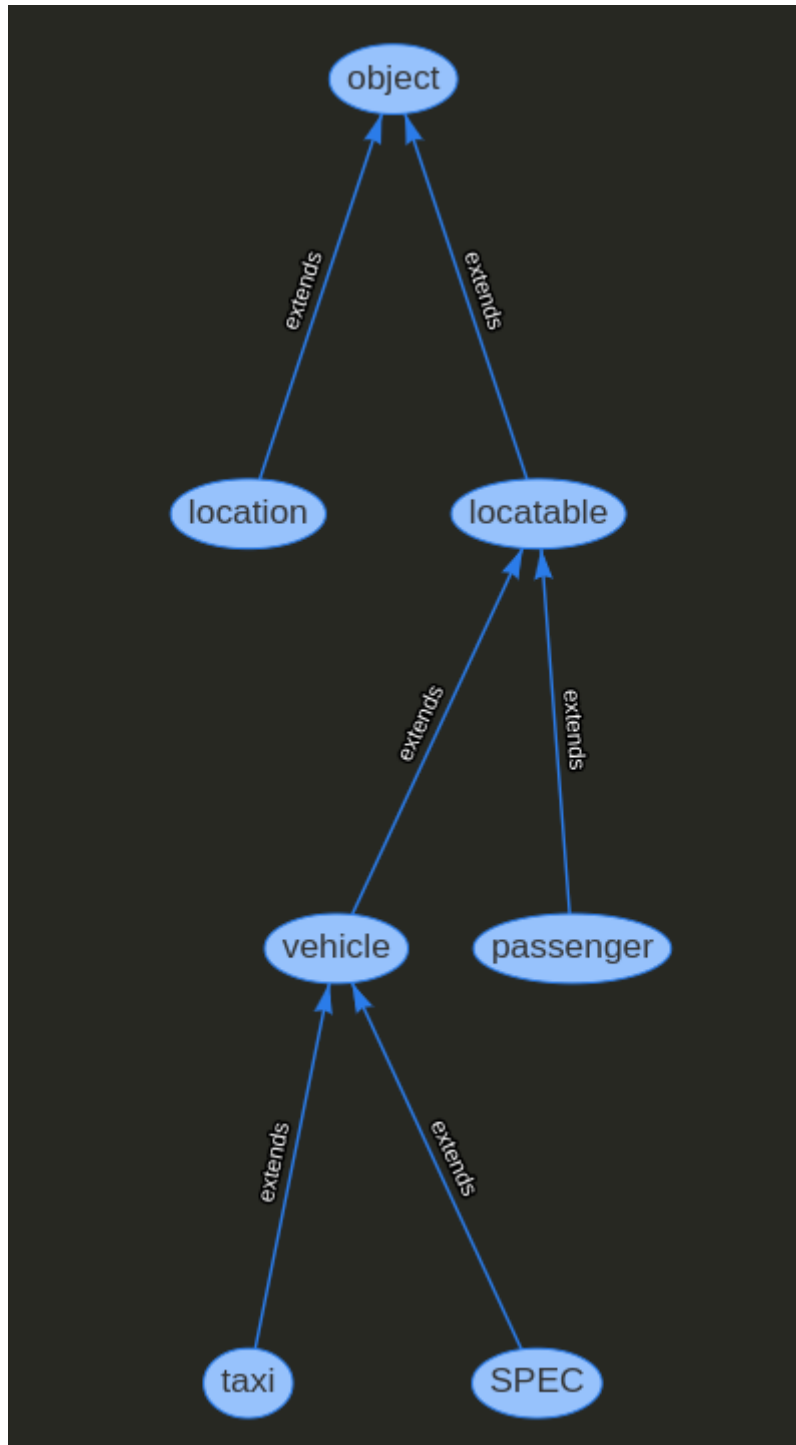 object
extends
extends
location
locatable
extends
extends
vehicle
passenger
extends
extends
taxi
SPEC